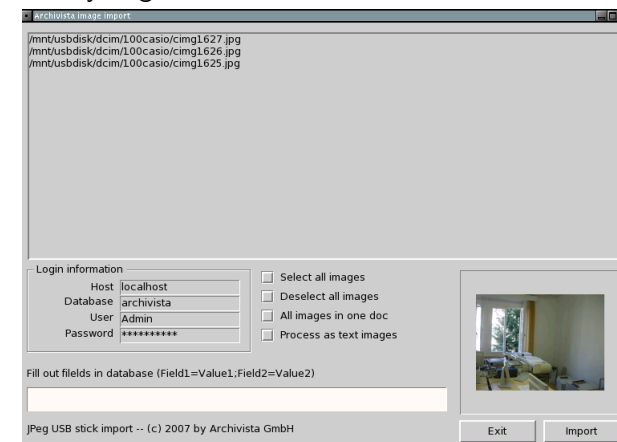 Archivista image import
/mnt/usbdisk/dcim/100casio/cimg1627.jpg
/mnt/usbdisk/dcim/100casio/cimg1626.jpg
/mnt/usbdisk/dcim/100casio/cimg1625.jpg
Login information
Host localhost
Database archivista
User Admin
Password **********
Select all images
Deselect all images
All images in one doc
Process as text images
Fill out filelds in database (Field1=Value1;Field2=Value2)
JPeg USB stick import -- (c) 2007 by Archivista GmbH
Exit
Import